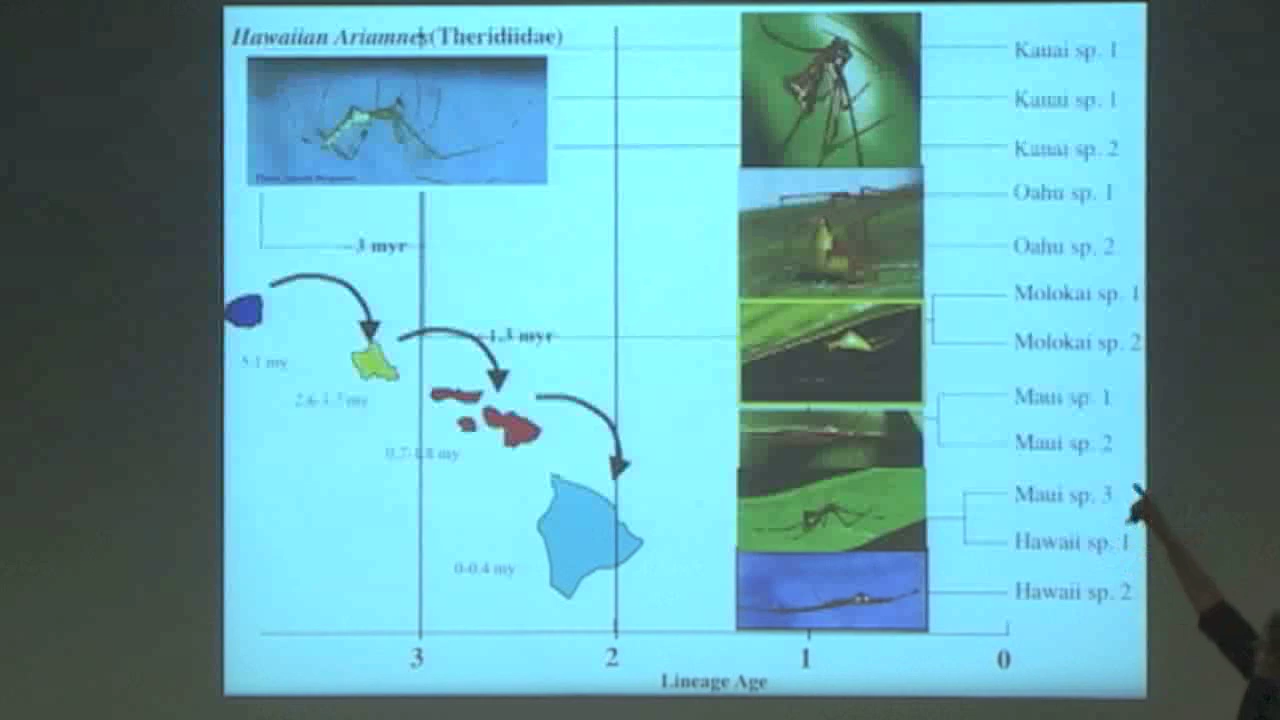 Hawaiian Ariamnes(Theridiidae)
Kauai sp. 1
Kauai sp. 1
Kauai sp. 2
Oahu sp. 1
Oahu sp. 2
3 myr
Molokai sp. 1
1.3 myr
Molokai sp. 2
5.1 my
Maui sp. 1
Maui sp. 2
Maui sp. 3
Hawaii sp. 1
0-0.4 my
Hawaii sp. 2
3 2 1 0
Lineage Age